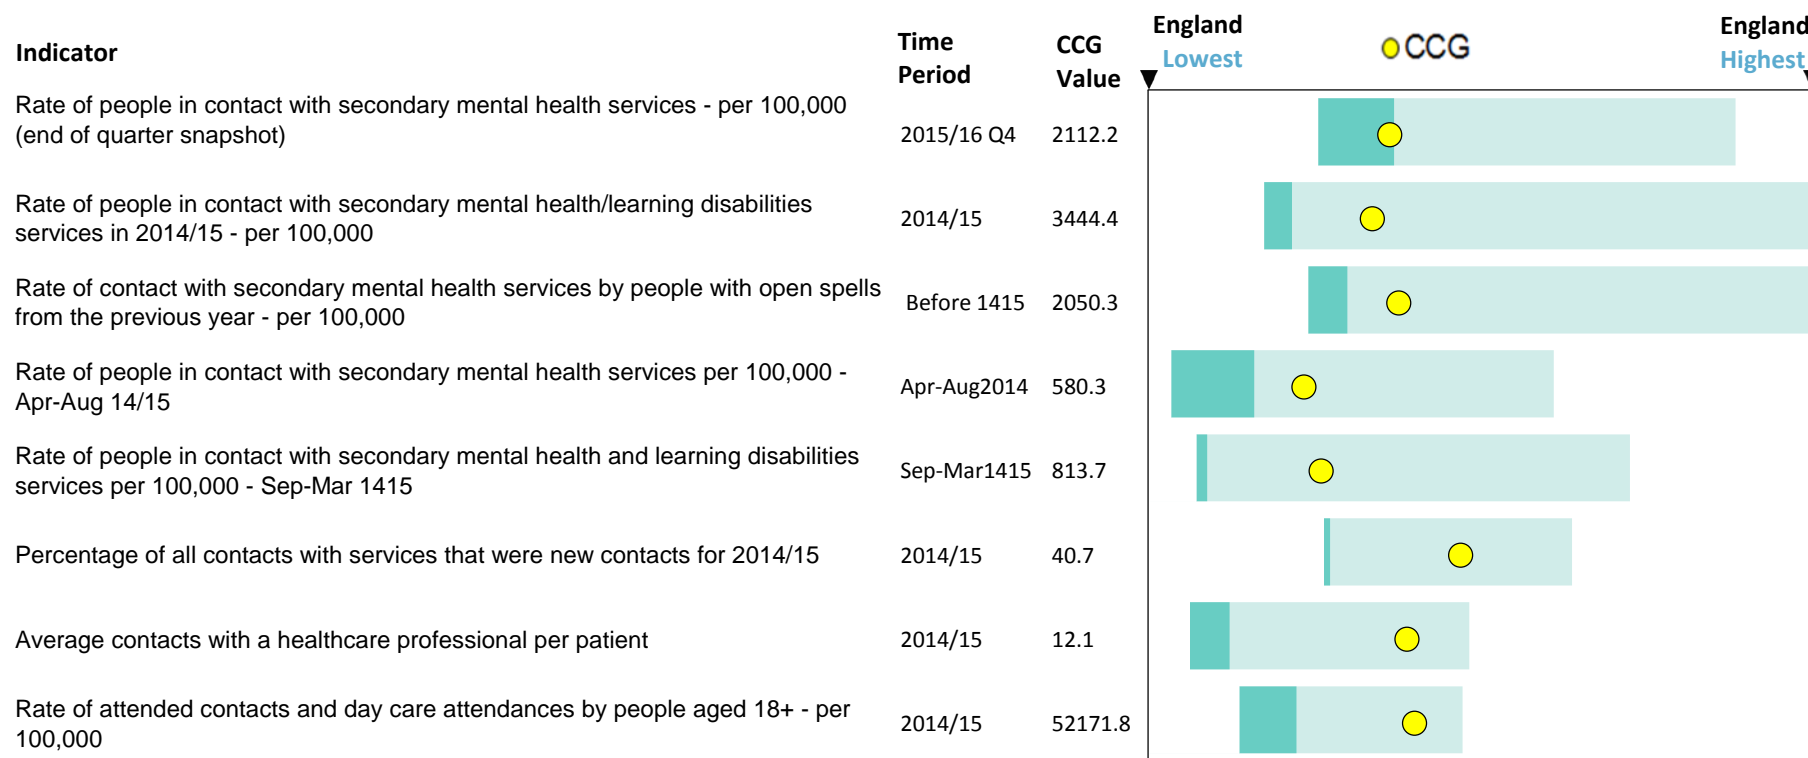 Indicator
Time
Period
CCG
Value
England
Lowest
CCG
England
Highest
Rate of people in contact with secondary mental health services - per 100,000
(end of quarter snapshot)
2015/16 Q4
2112.2
Rate of people in contact with secondary mental health/learning disabilities
services in 2014/15 - per 100,000
2014/15
3444.4
Rate of contact with secondary mental health services by people with open spells
from the previous year - per 100,000
Before 1415
2050.3
Rate of people in contact with secondary mental health services per 100,000 -
Apr-Aug 14/15
Apr-Aug2014
580.3
Rate of people in contact with secondary mental health and learning disabilities
services per 100,000 - Sep-Mar 1415
Sep-Mar1415
813.7
Percentage of all contacts with services that were new contacts for 2014/15
2014/15
40.7
Average contacts with a healthcare professional per patient
2014/15
12.1
Rate of attended contacts and day care attendances by people aged 18+ - per
100,000
2014/15
52171.8